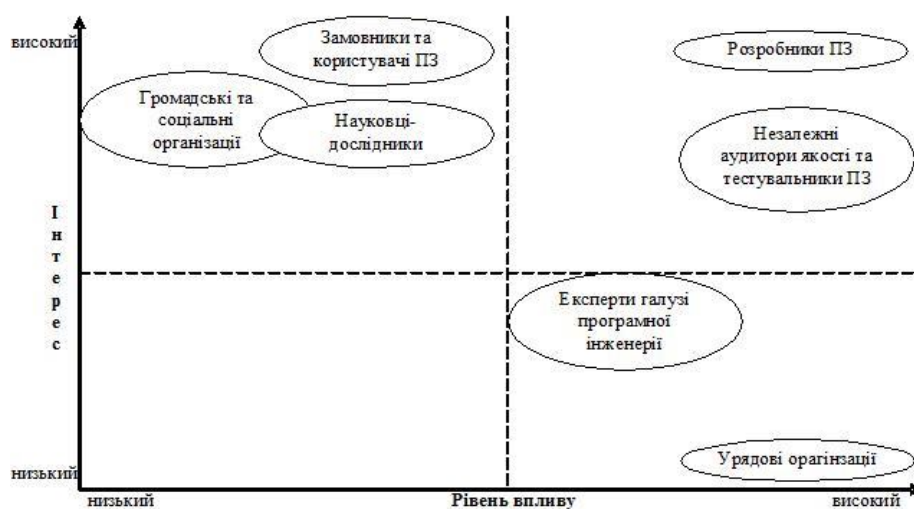 високий
Замовники та
користувачі ПЗ
Розробники ПЗ
Громадські та
соціальні
організації
Науковці-
дослідники
Незалежні
аудитори якості та
тестувальники ПЗ
Інтерес
Експерти галузі
програмної
інженерії
Урядові орагінзації
низький
низький
Рівень впливу
високий